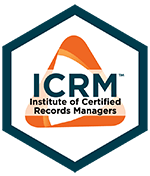 ICRM™
Institute of Certified
Records Managers